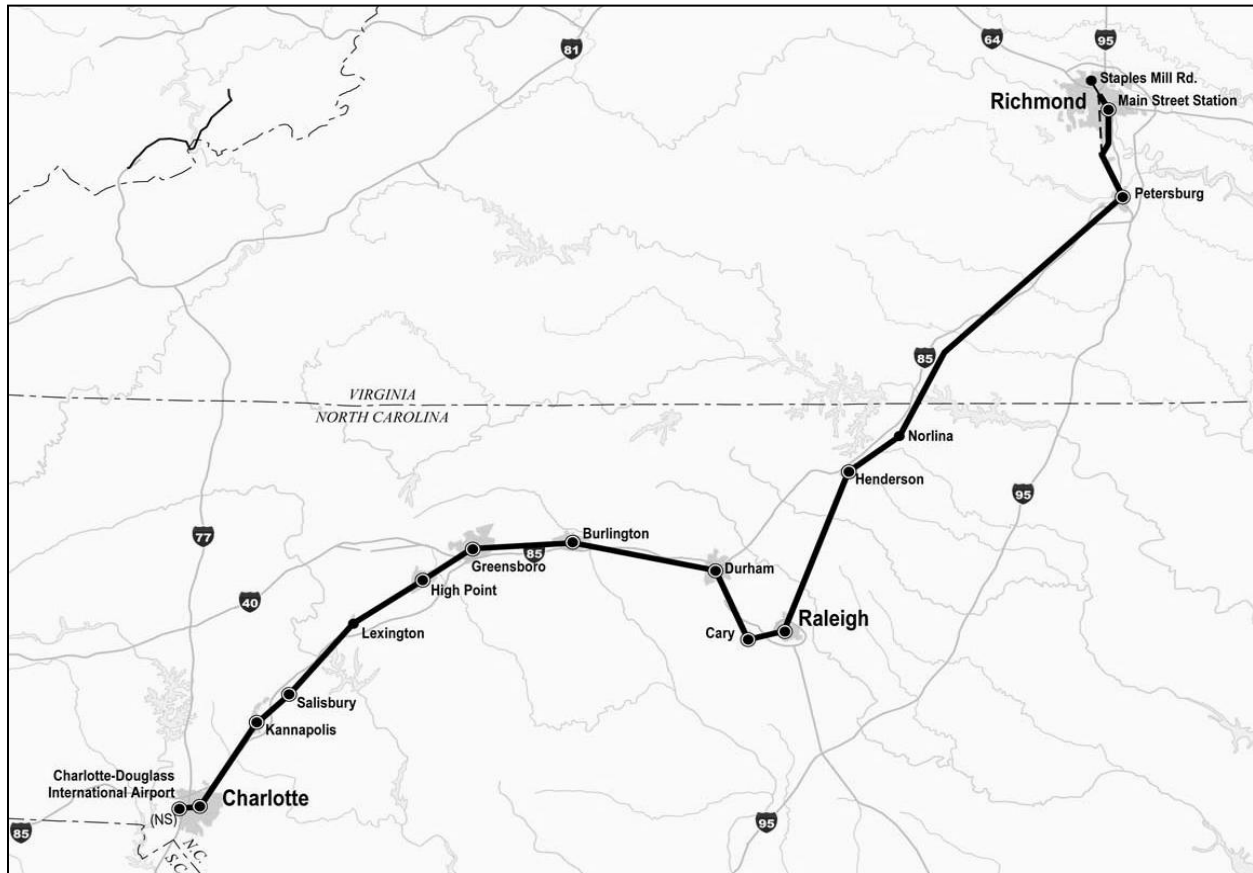 81
64
95
Staples Mill Rd.
Richmond
Main Street Station
Petersburg
85
VIRGINIA
NORTH CAROLINA
Norlina
Henderson
95
77
Burlington
85
Greensboro
Durham
High Point
40
Raleigh
Lexington
Cary
Salisbury
Kannapolis
Charlotte-Douglass
International Airport
Charlotte
(NS)
95
85
N.C.
S.C.